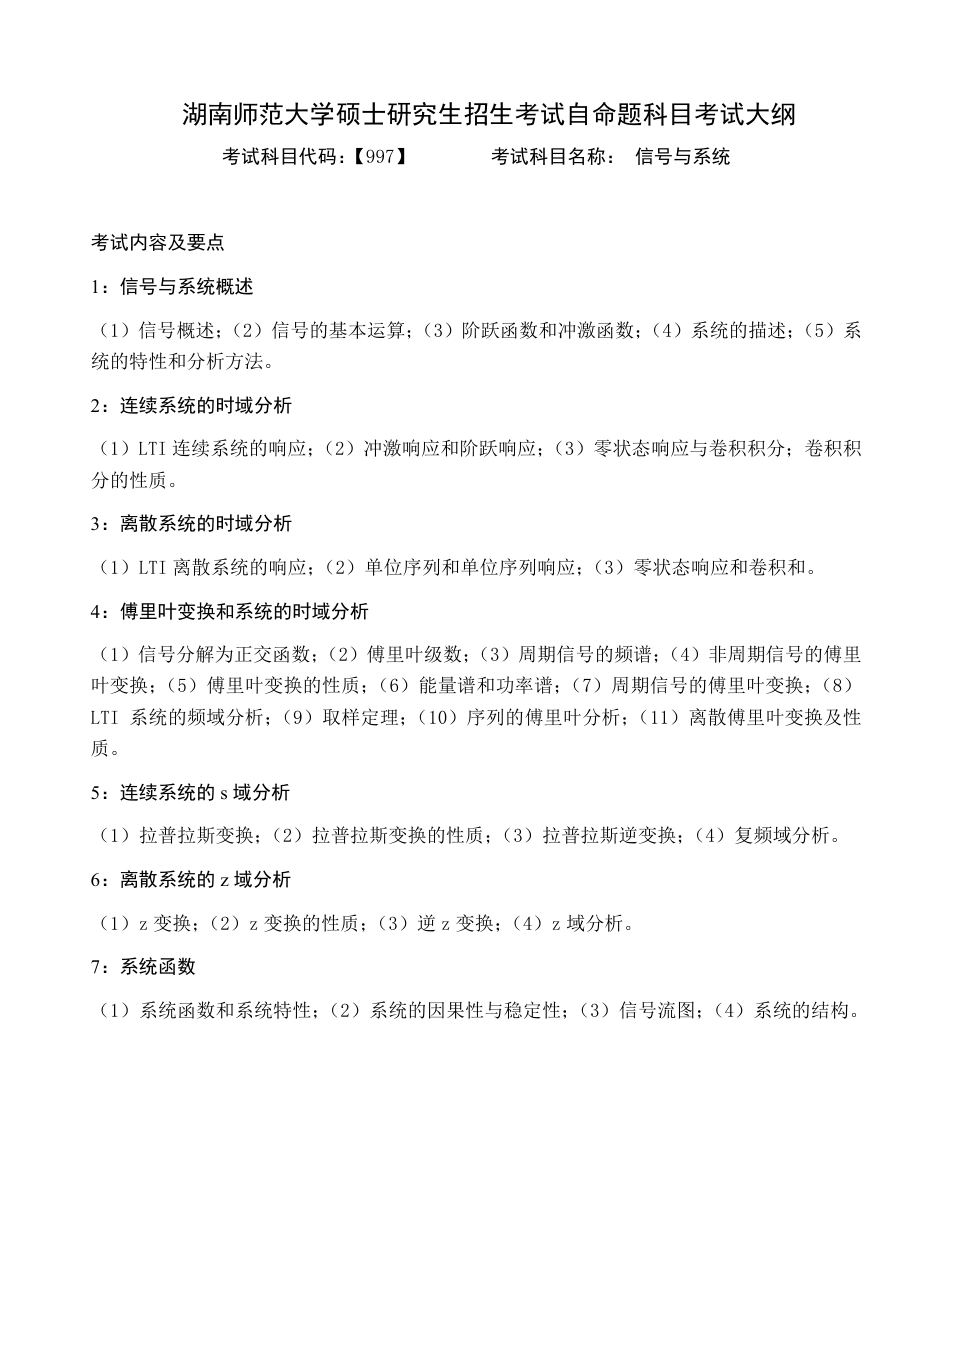 湖南师范大学硕士研究生招生考试自命题科目考试大纲
考试科目代码：【997】 考试科目名称： 信号与系统
考试内容及要点
1：信号与系统概述
（1）信号概述；（2）信号的基本运算；（3）阶跃函数和冲激函数；（4）系统的描述；（5）系
统的特性和分析方法。
2：连续系统的时域分析
（1）LTI 连续系统的响应；（2）冲激响应和阶跃响应；（3）零状态响应与卷积积分；卷积积
分的性质。
3：离散系统的时域分析
（1）LTI 离散系统的响应；（2）单位序列和单位序列响应；（3）零状态响应和卷积和。
4：傅里叶变换和系统的时域分析
（1）信号分解为正交函数；（2）傅里叶级数；（3）周期信号的频谱；（4）非周期信号的傅里
叶变换；（5）傅里叶变换的性质；（6）能量谱和功率谱；（7）周期信号的傅里叶变换；（8）
LTI 系统的频域分析；（9）取样定理；（10）序列的傅里叶分析；（11）离散傅里叶变换及性
质。
5：连续系统的 s 域分析
（1）拉普拉斯变换；（2）拉普拉斯变换的性质；（3）拉普拉斯逆变换；（4）复频域分析。
6：离散系统的 z 域分析
（1）z 变换；（2）z 变换的性质；（3）逆 z 变换；（4）z 域分析。
7：系统函数
（1）系统函数和系统特性；（2）系统的因果性与稳定性；（3）信号流图；（4）系统的结构。